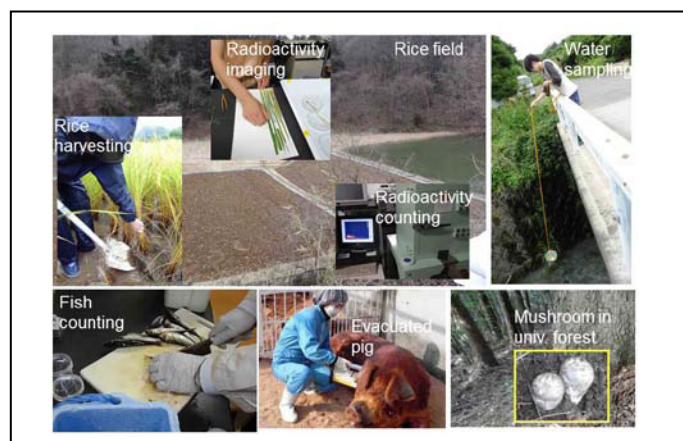 Radioactivity
imaging
Rice field
Water
sampling
Rice
harvesting
Radioactivity
counting
Fish
counting
Evacuated
pig
Mushroom in
univ. forest